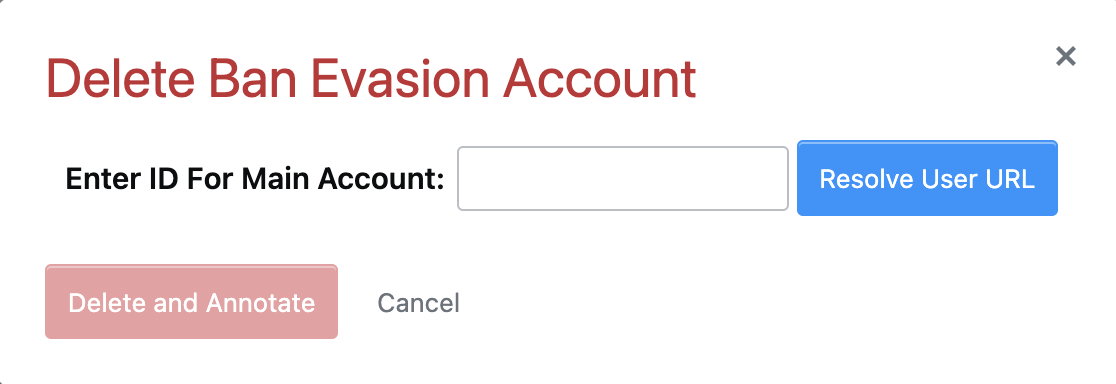 Delete Ban Evasion Account
Enter ID For Main Account: Resolve User URL
Delete and Annotate Cancel